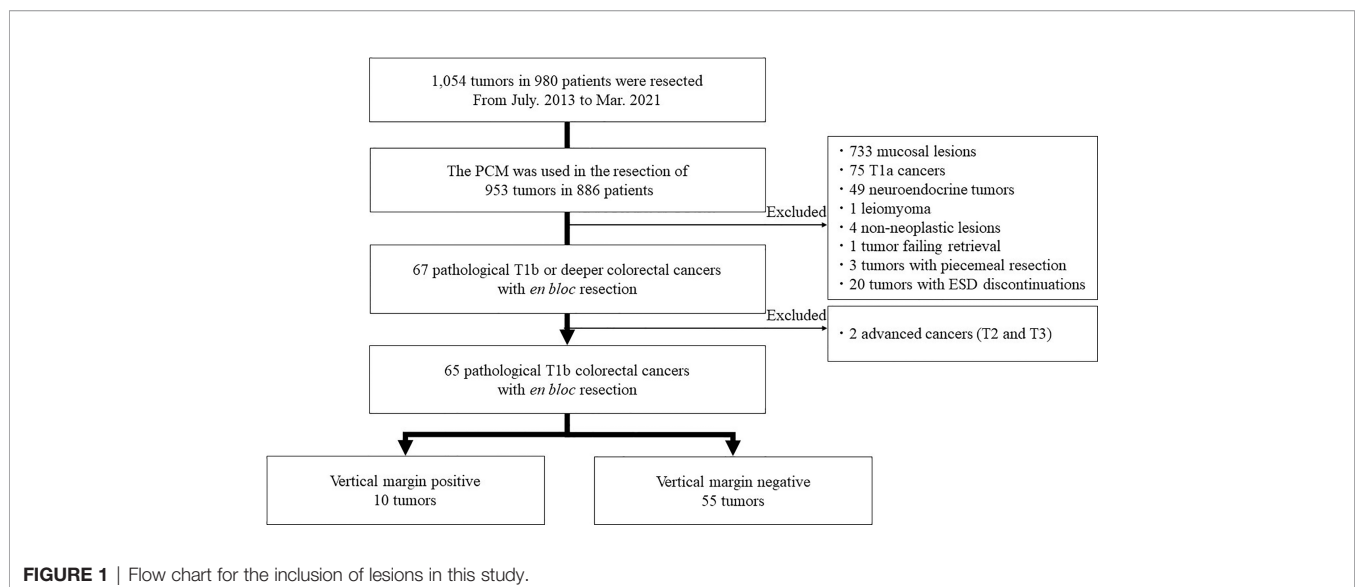 1,054 tumors in 980 patients were resected
From July. 2013 to Mar. 2021
The PCM was used in the resection of
953 tumors in 886 patients
Excluded
・733 mucosal lesions
・75 T1a cancers
・49 neuroendocrine tumors
・1 leiomyoma
・4 non-neoplastic lesions
・1 tumor failing retrieval
・3 tumors with piecemeal resection
・20 tumors with ESD discontinuations
67 pathological T1b or deeper colorectal cancers
with en bloc resection
Excluded
・2 advanced cancers (T2 and T3)
65 pathological T1b colorectal cancers
with en bloc resection
Vertical margin positive
10 tumors
Vertical margin negative
55 tumors
FIGURE 1 | Flow chart for the inclusion of lesions in this study.